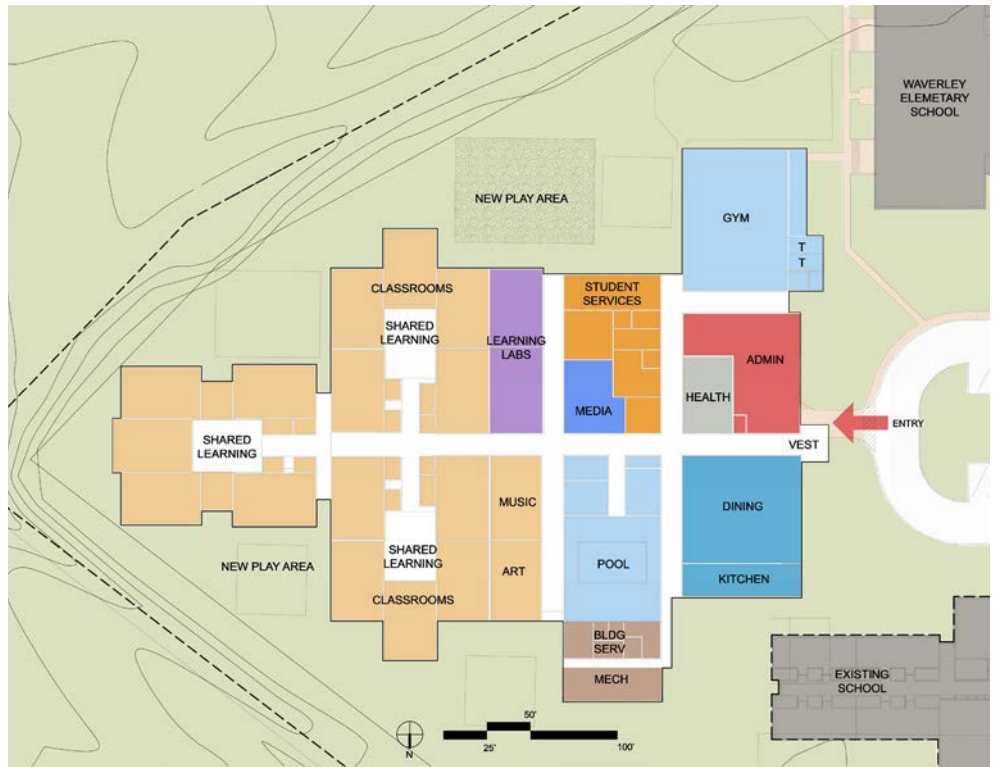 WAVERLEY
ELEMETARY
SCHOOL
NEW PLAY AREA
GYM
T
T
CLASSROOMS
STUDENT
SERVICES
SHARED
LEARNING
LEARNING
LABS
ADMIN
HEALTH
MEDIA
ENTRY
SHARED
LEARNING
VEST
MUSIC
DINING
SHARED
LEARNING
NEW PLAY AREA
ART
POOL
KITCHEN
CLASSROOMS
BLDG
SERV
MECH
EXISTING
SCHOOL
N
50'
25'
100'